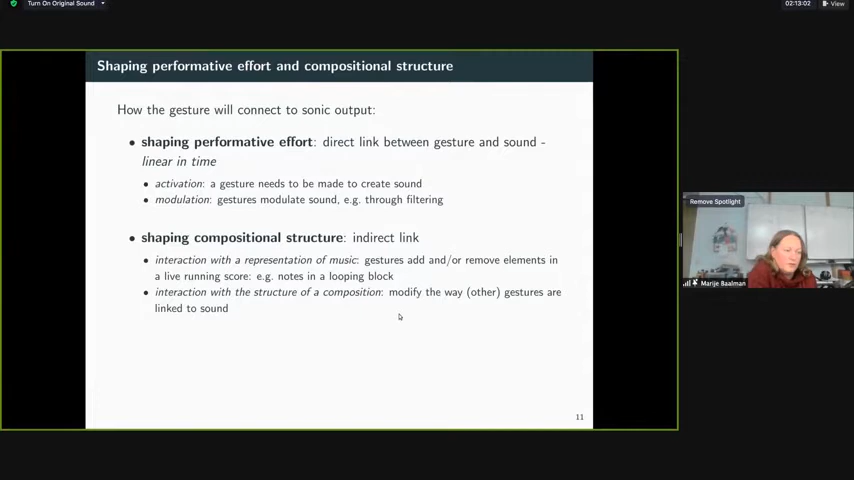 Turn On Original Sound
02:13:02
View
Shaping performative effort and compositional structure
How the gesture will connect to sonic output:
• shaping performative effort: direct link between gesture and sound -
linear in time
• activation: a gesture needs to be made to create sound
• modulation: gestures modulate sound, e.g. through filtering
• shaping compositional structure: indirect link
• interaction with a representation of music: gestures add and/or remove elements in
a live running score: e.g. notes in a looping block
• interaction with the structure of a composition: modify the way (other) gestures are
linked to sound
11
Remove Spotlight
Marije Baalman